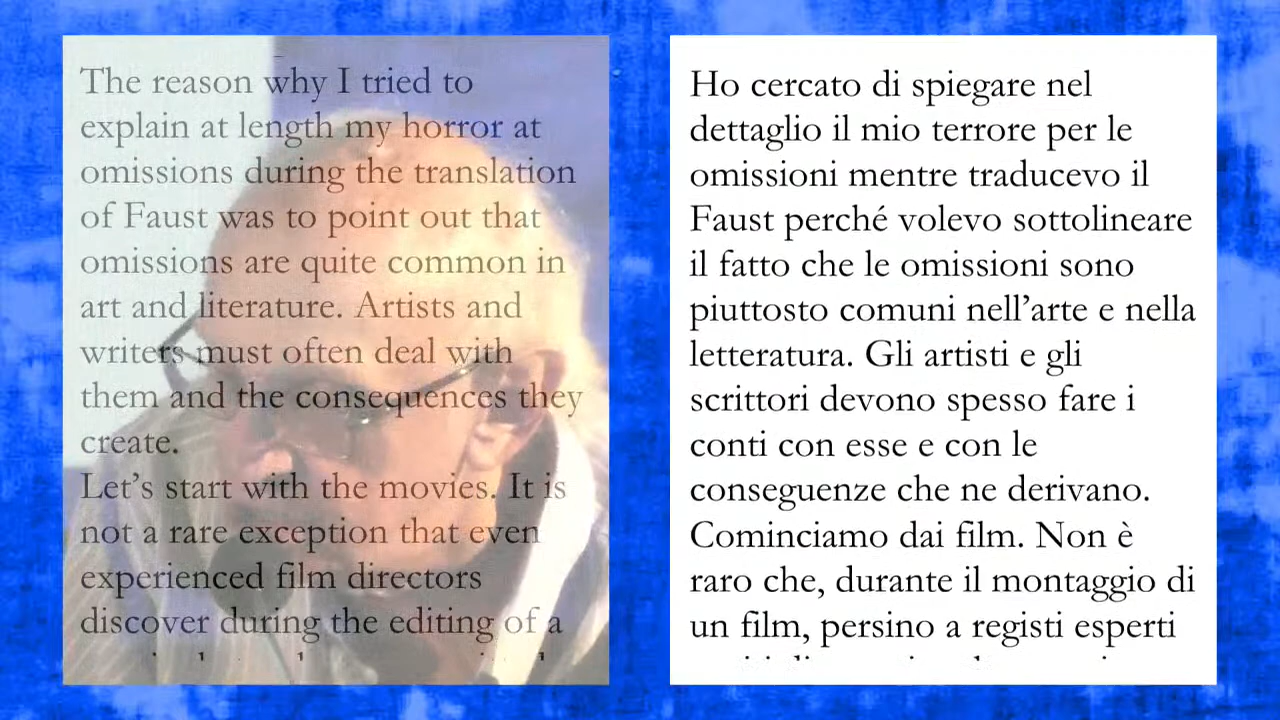 The reason why I tried to
explain at length my horror at
omissions during the translation
of Faust was to point out that
omissions are quite common in
art and literature. Artists and
writers must often deal with
them and the consequences they
create.
Let's start with the movies. It is
not a rare exception that even
experienced film directors
discover during the editing of a
Ho cercato di spiegare nel
dettaglio il mio terrore per le
omissioni mentre traducevo il
Faust perché volevo sottolineare
il fatto che le omissioni sono
piuttosto comuni nell'arte e nella
letteratura. Gli artisti e gli
scrittori devono spesso fare i
conti con esse e con le
conseguenze che ne derivano.
Cominciamo dai film. Non è
raro che, durante il montaggio di
un film, persino a registi esperti